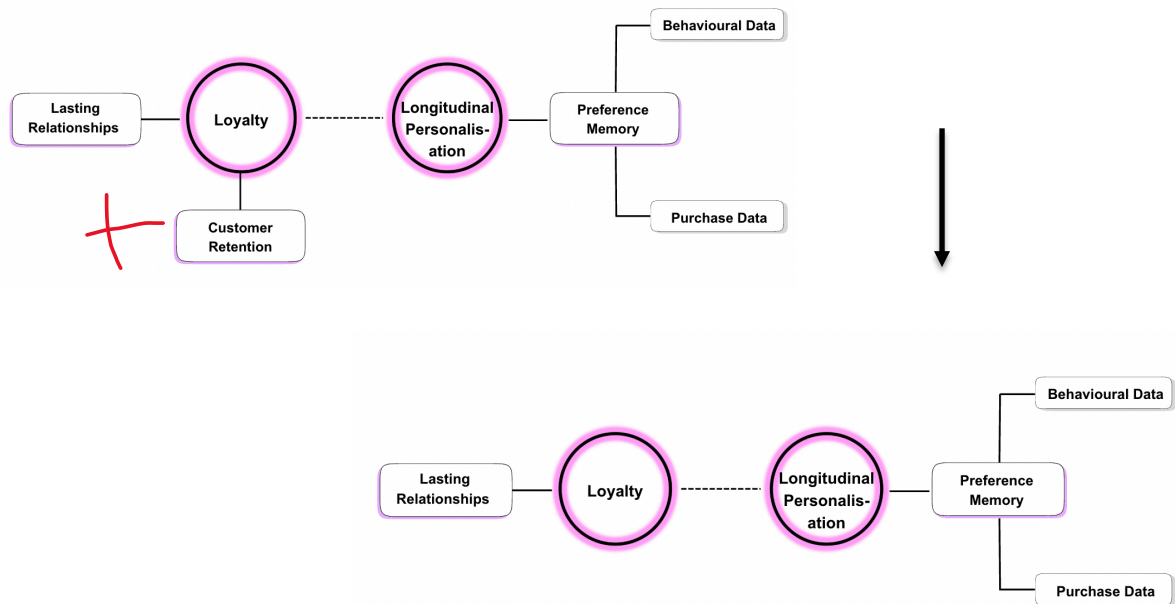 Behavioural Data
Lasting
Relationships
Loyalty
Longitudinal
Personalis-
ation
Preference
Memory
Customer
Retention
Purchase Data
Behavioural Data
Lasting
Relationships
Loyalty
Longitudinal
Personalis-
ation
Preference
Memory
Purchase Data